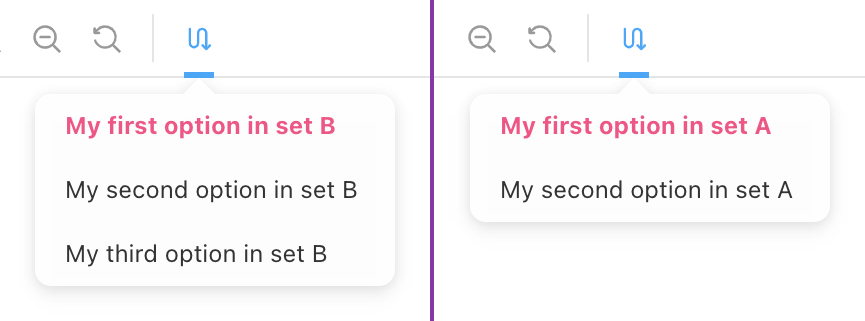 My first option in set B
My second option in set B
My third option in set B
My first option in set A
My second option in set A